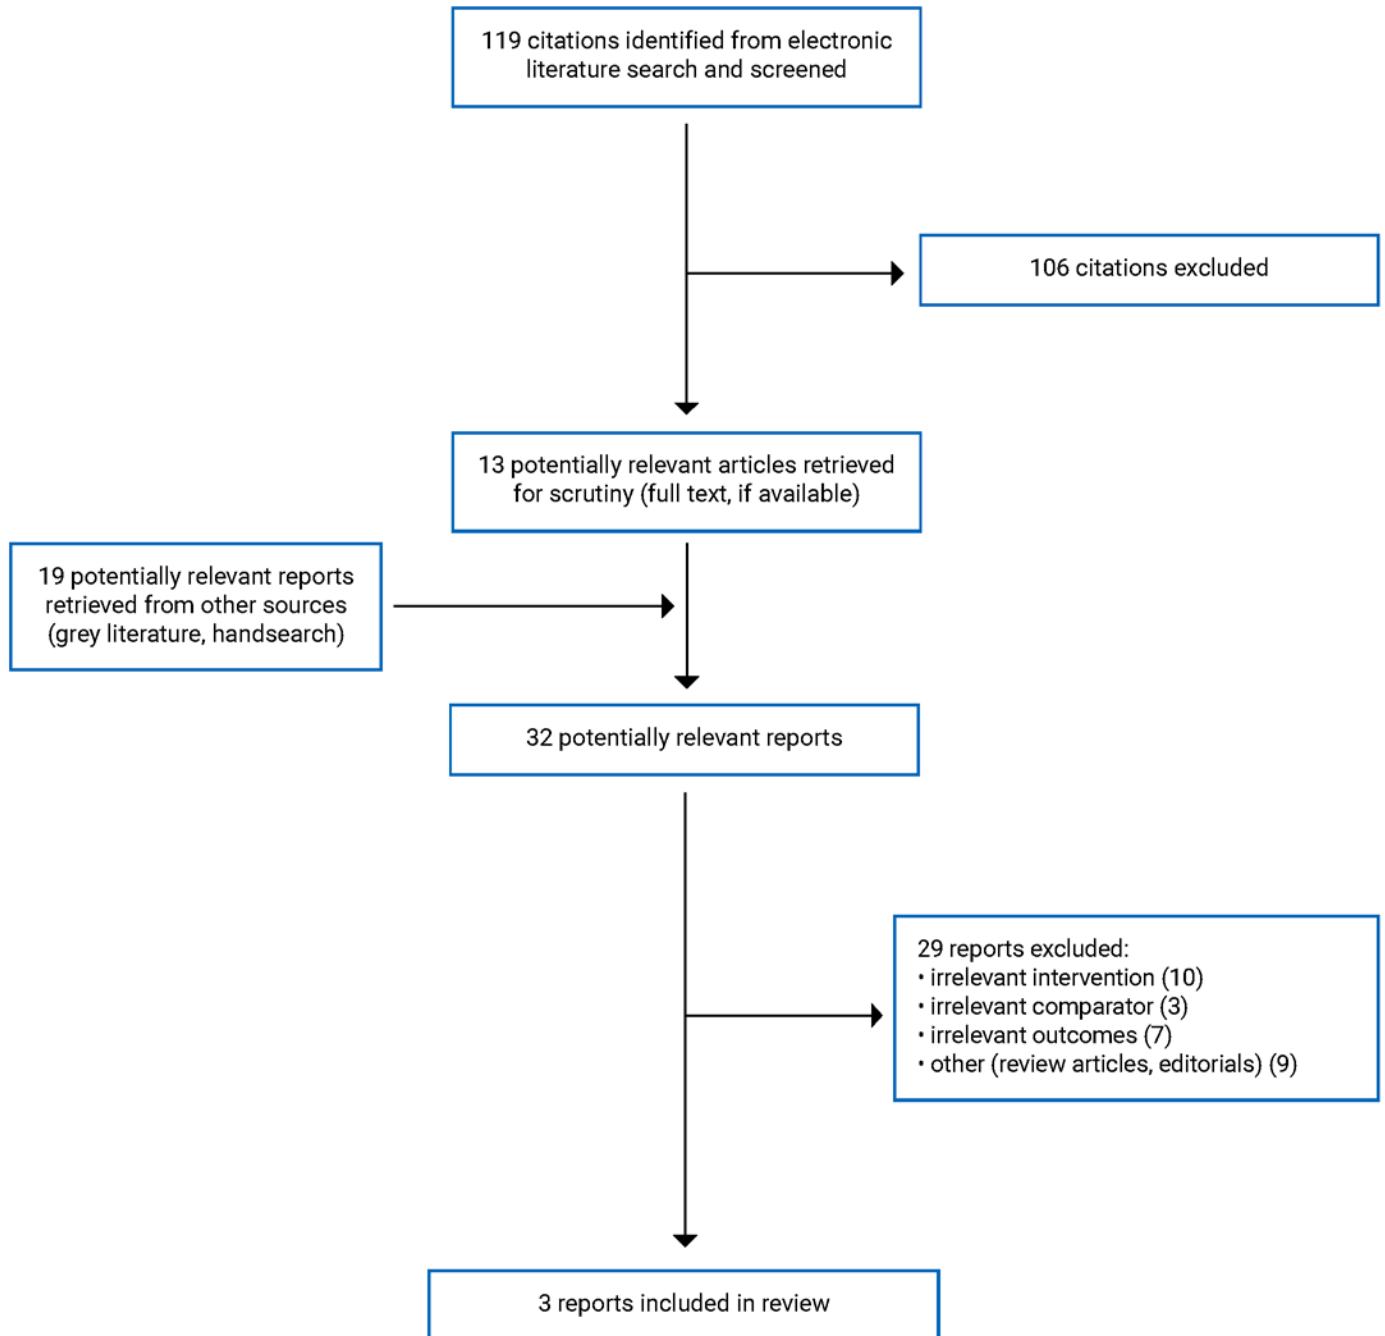 119 citations identified from electronic
literature search and screened
106 citations excluded
13 potentially relevant articles retrieved
for scrutiny (full text, if available)
19 potentially relevant reports
retrieved from other sources
(grey literature, handsearch)
32 potentially relevant reports
29 reports excluded:
• irrelevant intervention (10)
• irrelevant comparator (3)
• irrelevant outcomes (7)
• other (review articles, editorials) (9)
3 reports included in review